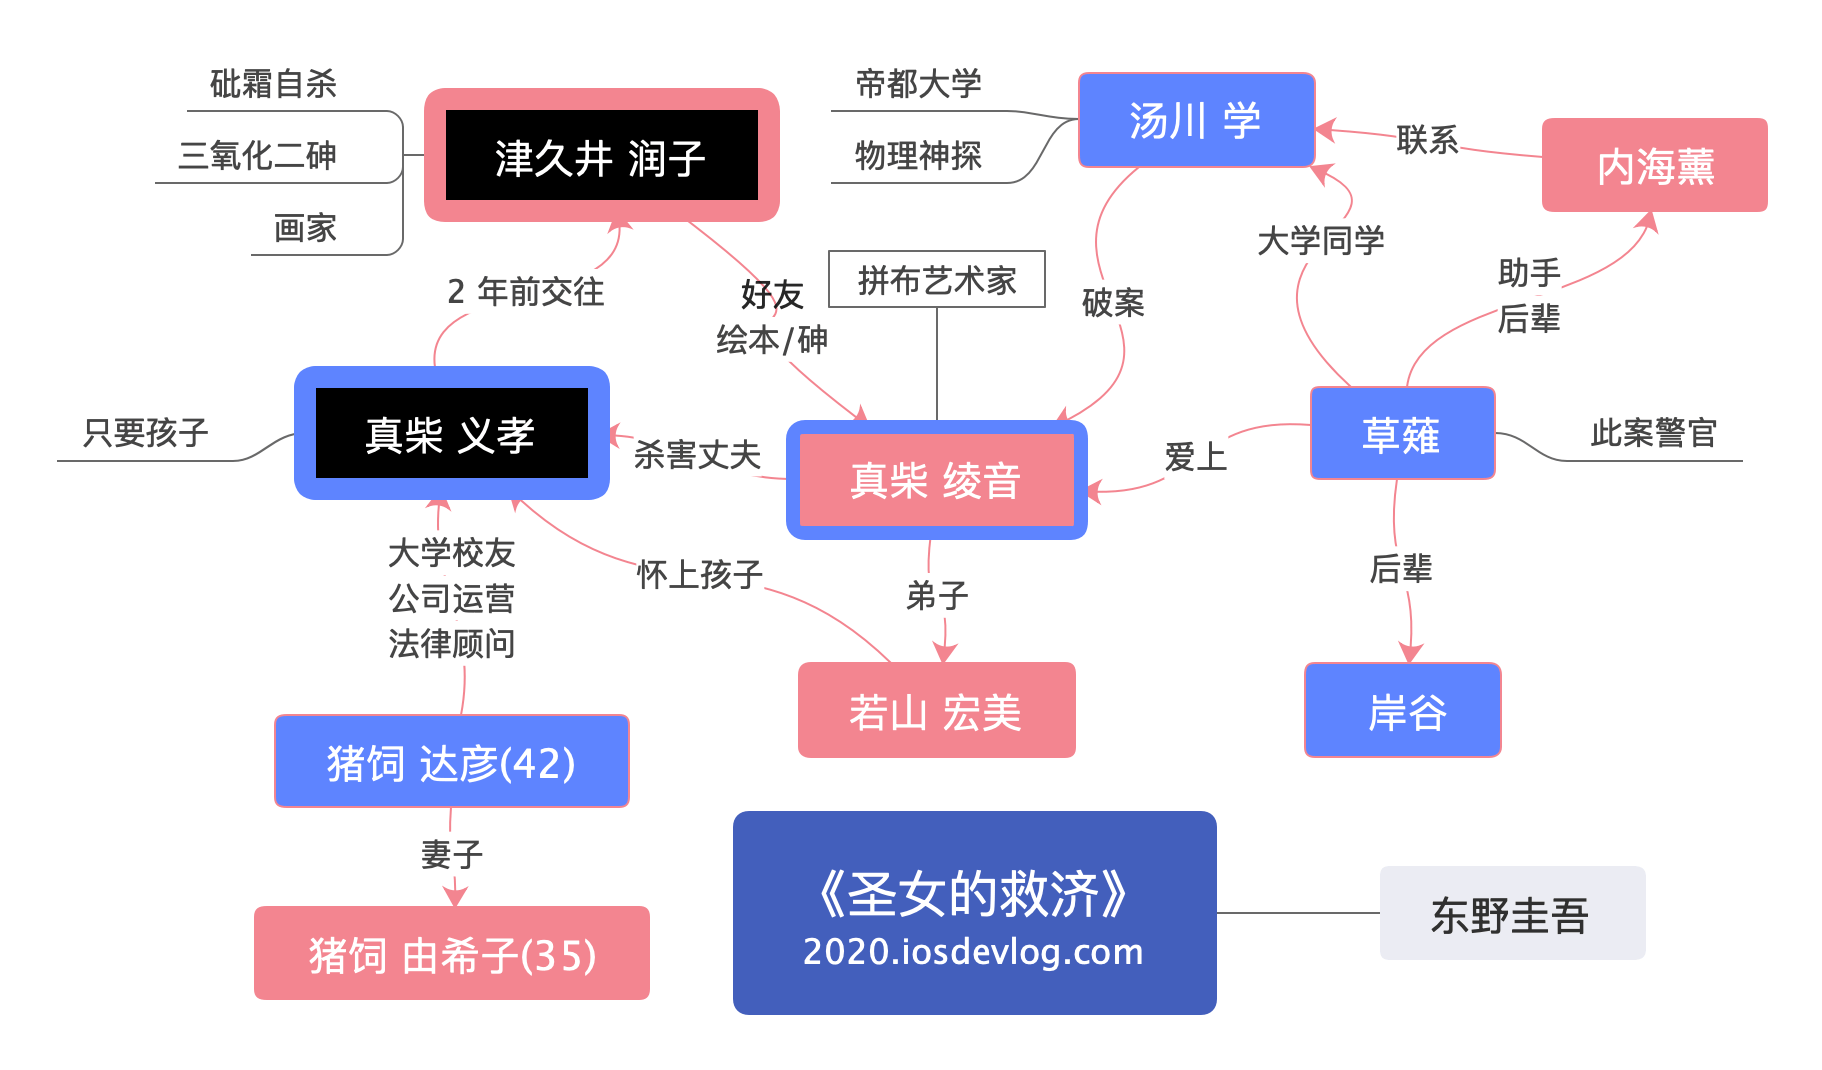 砒霜自杀
三氧化二砷
画家
津久井 润子
帝都大学
物理神探
汤川 学
联系
内海薰
2 年前交往
好友
绘本/砷
拼布艺术家
破案
大学同学
助手
后辈
只要孩子
真柴 义孝
杀害丈夫
真柴 绫音
爱上
草薙
此案警官
大学校友
公司运营
法律顾问
怀上孩子
弟子
后辈
猪饲 达彦(42)
若山 宏美
岸谷
妻子
猪饲 由希子(35)
《圣女的救济》
2020.iosdevlog.com
东野圭吾